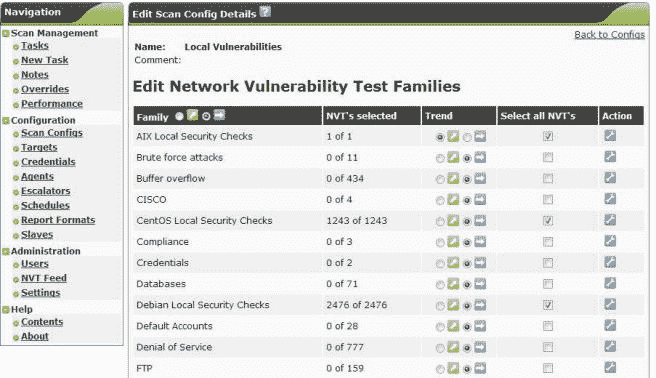 Navigation
Scan Management
Tasks
New Task
Notes
Overrides
Performance
Configuration
Scan Configs
Targets
Credentials
Agents
Escalators
Schedules
Report Formats
Slaves
Administration
Users
NVT Feed
Settings
Help
Contents
About
Edit Scan Config Details ?
Back to Configs
Name: Local Vulnerabilities
Comment:
Edit Network Vulnerability Test Families
Family NVT's selected Trend Select all NVT's Action
AIX Local Security Checks 1 of 1
Brute force attacks 0 of 11
Buffer overflow 0 of 434
CISCO 0 of 4
CentOS Local Security Checks 1243 of 1243
Compliance 0 of 3
Credentials 0 of 2
Databases 0 of 71
Debian Local Security Checks 2476 of 2476
Default Accounts 0 of 28
Denial of Service 0 of 777
FTP 0 of 159